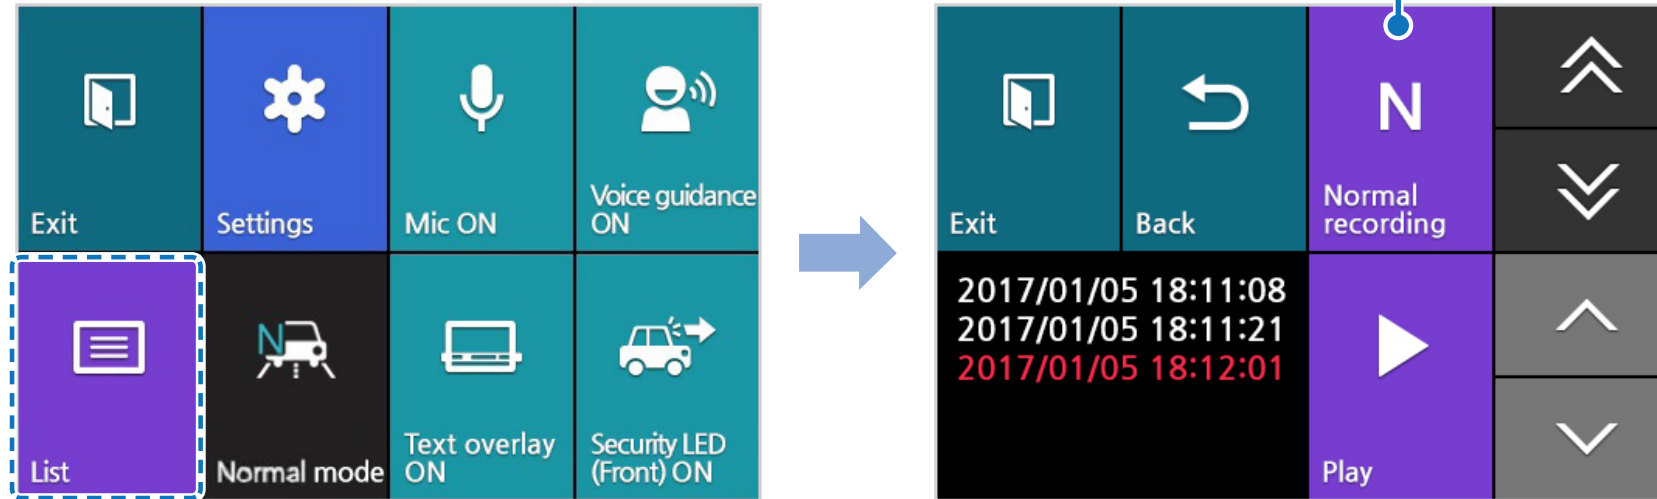 Exit
Settings
Mic ON
Voice guidance
ON
List
N
Normal mode
Text overlay
ON
Security LED
(Front) ON
Exit
Back
N
Normal
recording
2017/01/05 18:11:08
2017/01/05 18:11:21
2017/01/05 18:12:01
Play